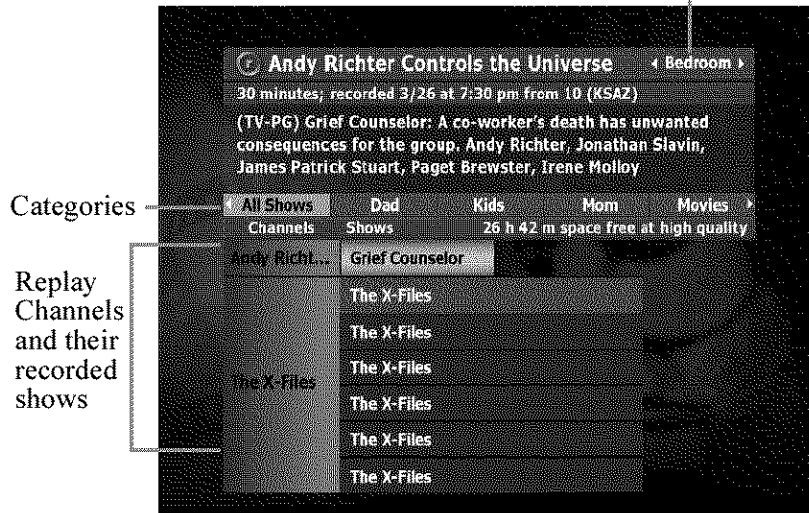 Andy Richter Controls the Universe
Bedroom
30 minutes; recorded 3/26 at 7:30 pm from 10 (KSAZ)
(TV-PG) Grief Counselor: A co-worker's death has unwanted
consequences for the group. Andy Richter, Jonathan Slavin,
James Patrick Stuart, Paget Brewster, Irene Molloy
Categories
All Shows Dad Kids Mom Movies
Channels Shows 26 h 42 m space free at high quality
Andy Richt... Grief Counselor
Replay
Channels
and their
recorded
shows
The X-Files
The X-Files
The X-Files
The X-Files
The X-Files
The X-Files
The X-Files